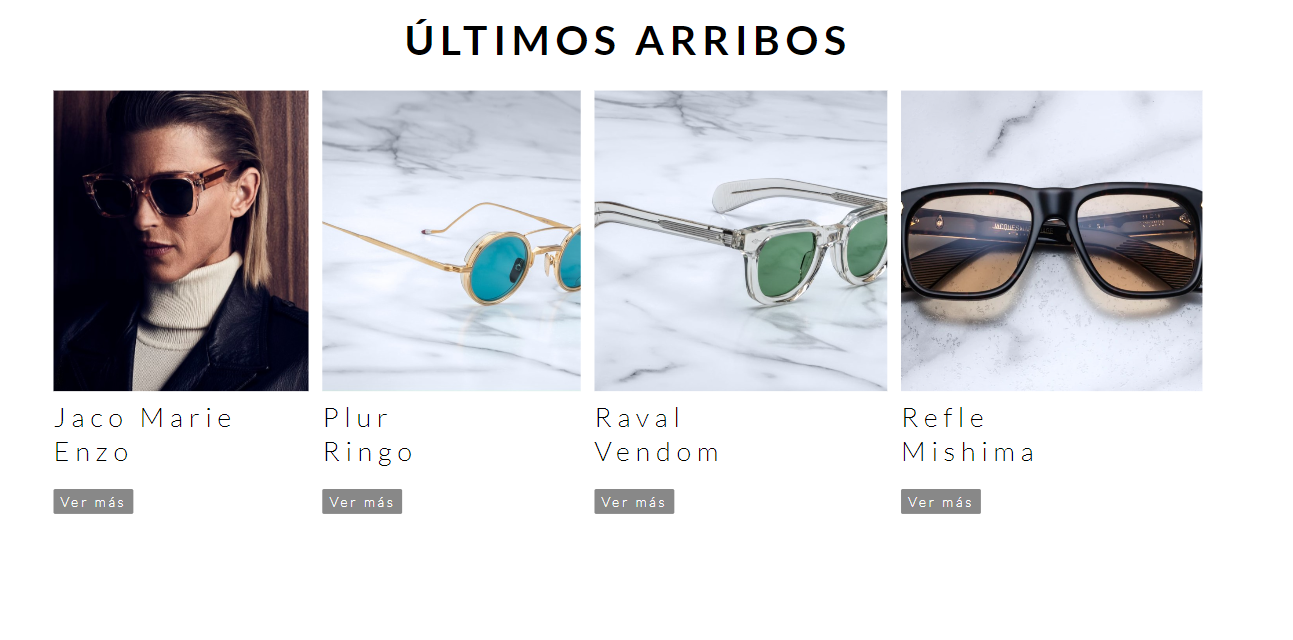 ÚLTIMOS ARRIBOS
Jaco Marie
Enzo
Plur
Ringo
Raval
Vendom
Refle
Mishima
Ver más
Ver más
Ver más
Ver más